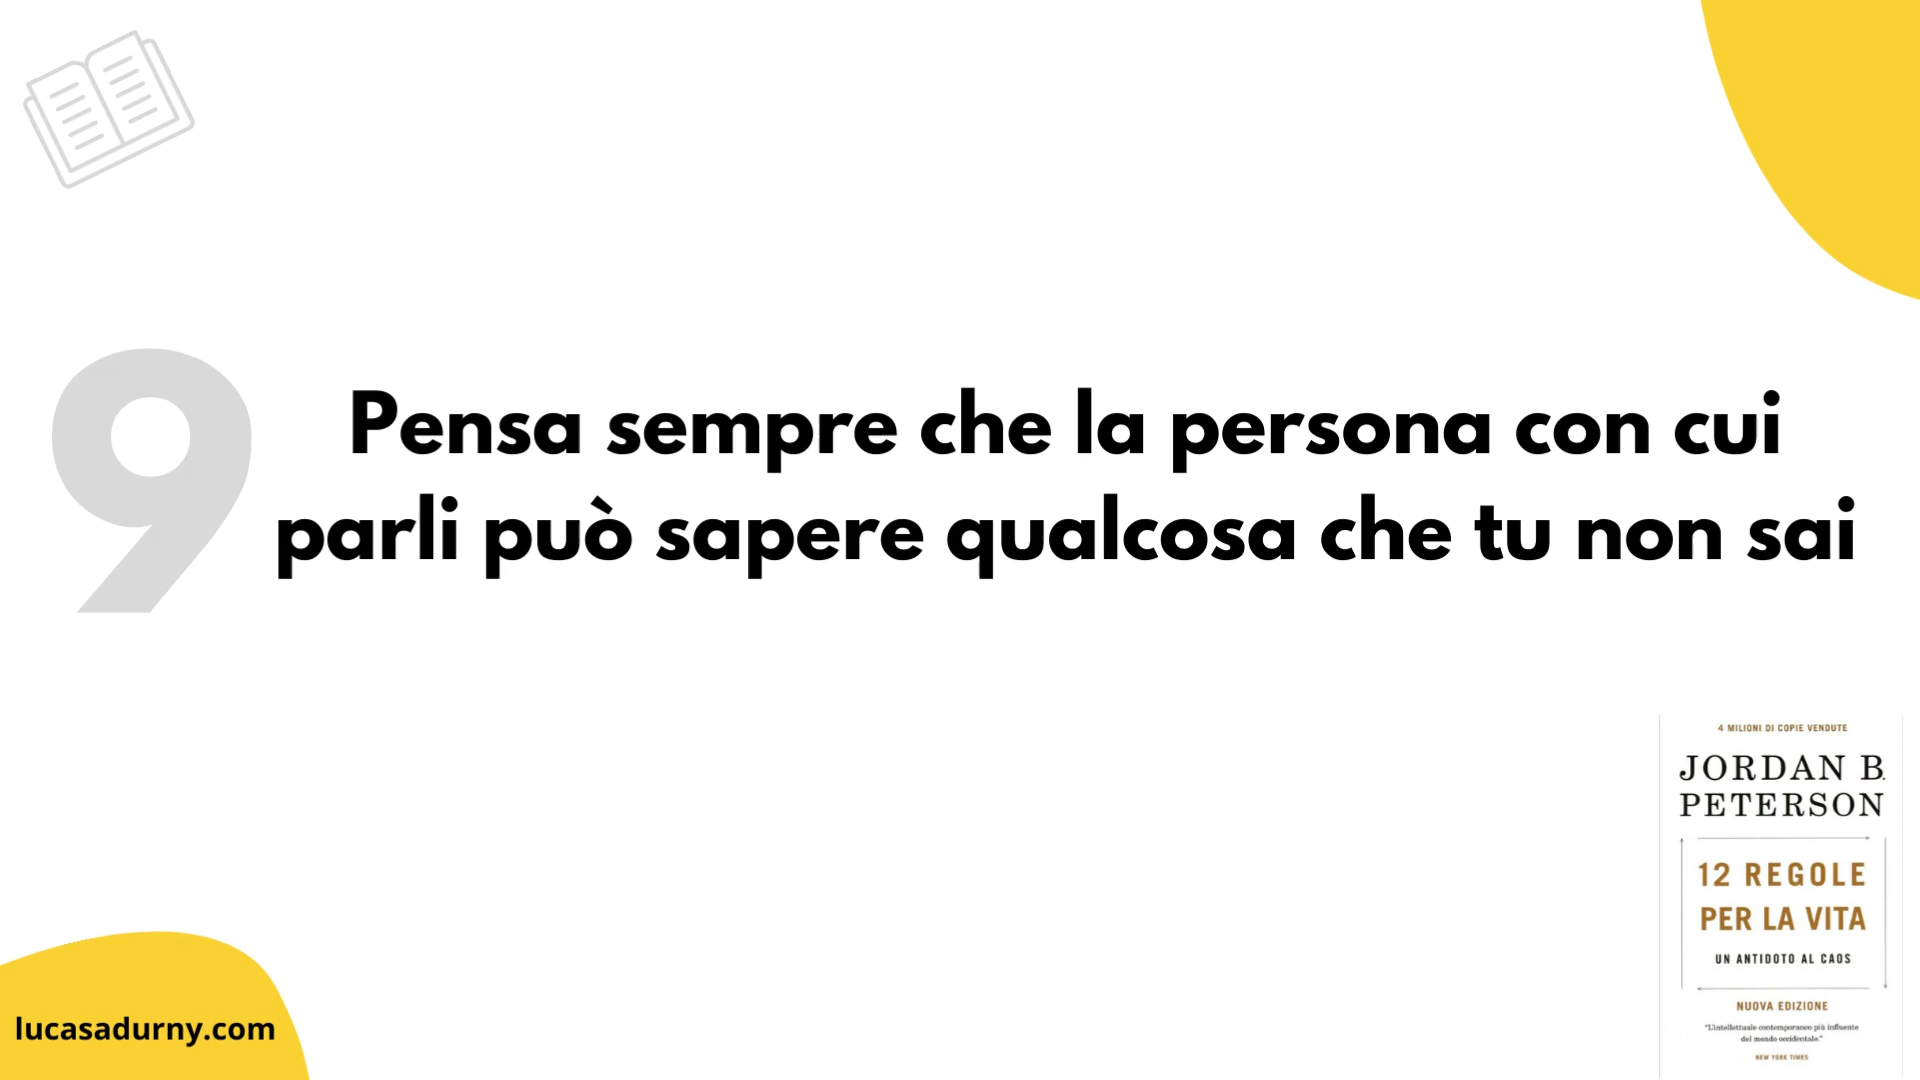 9
Pensa sempre che la persona con cui
parli può sapere qualcosa che tu non sai
4 MILIONI DI COPIE VENDUTE
JORDAN B.
PETERSON
12 REGOLE
PER LA VITA
UN ANTIDOTO AL CAOS
NUOVA EDIZIONE
"L'intellettuale contemporaneo più influente
del mondo occidentale."
NEW YORK TIMES
lucasadurny.com